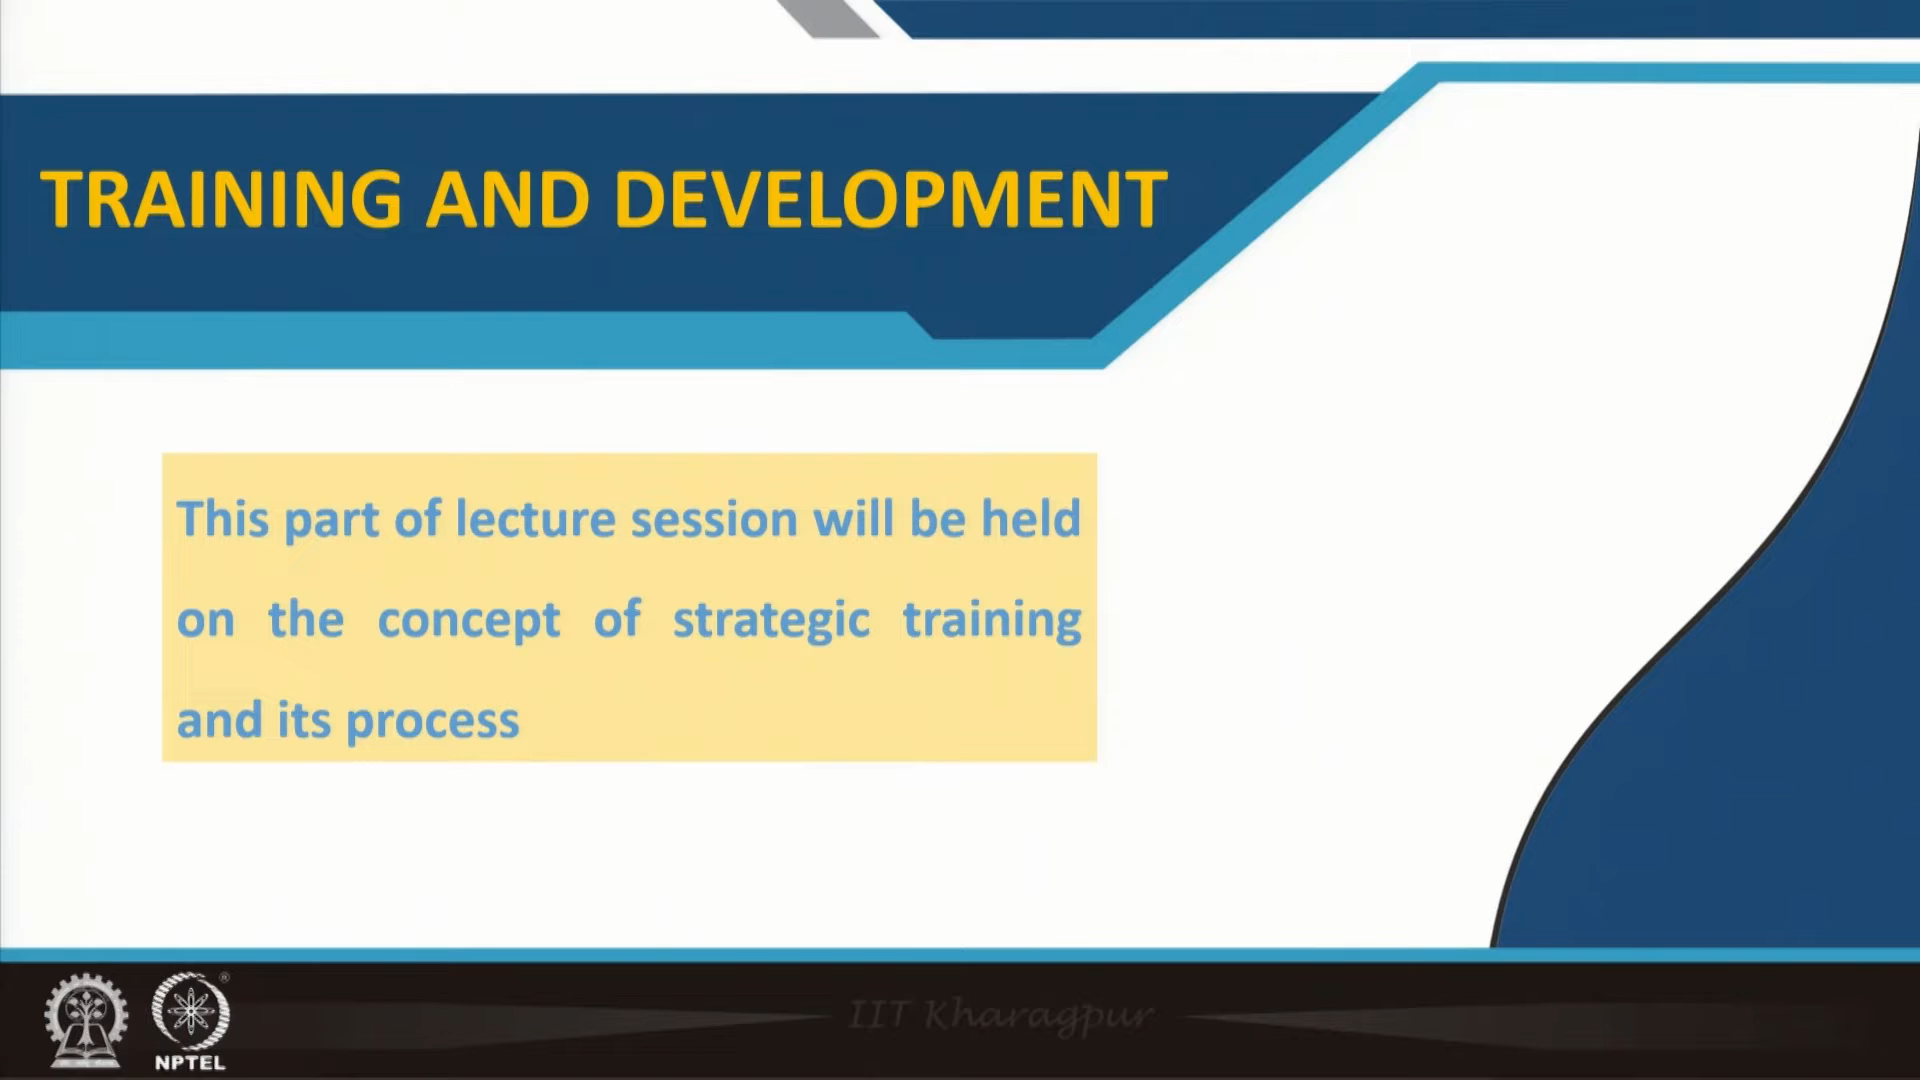 TRAINING AND DEVELOPMENT
This part of lecture session will be held
on the concept of strategic training
and its process
IIT Kharagpur
®
NPTEL